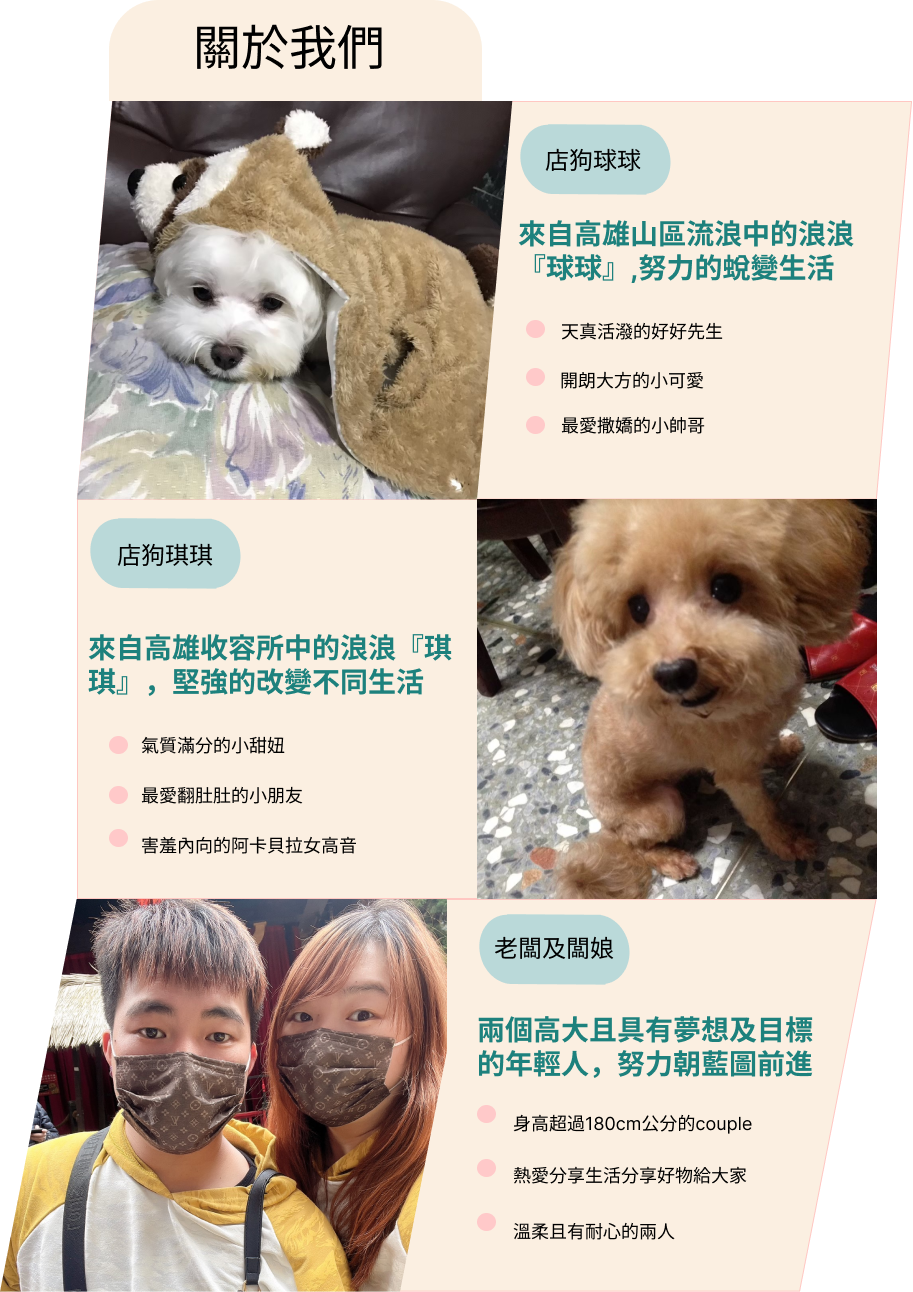 關於我們
店狗球球
來自高雄山區流浪中的浪浪
『球球』,努力的蛻變生活
天真活潑的好好先生
開朗大方的小可愛
最愛撒嬌的小帥哥
店狗琪琪
來自高雄收容所中的浪浪『琪
琪』，堅強的改變不同生活
氣質滿分的小甜妞
最愛翻肚肚的小朋友
害羞內向的阿卡貝拉女高音
老闆及闆娘
兩個高大且具有夢想及目標
的年輕人，努力朝藍圖前進
身高超過180cm公分的couple
熱愛分享生活分享好物給大家
溫柔且有耐心的兩人